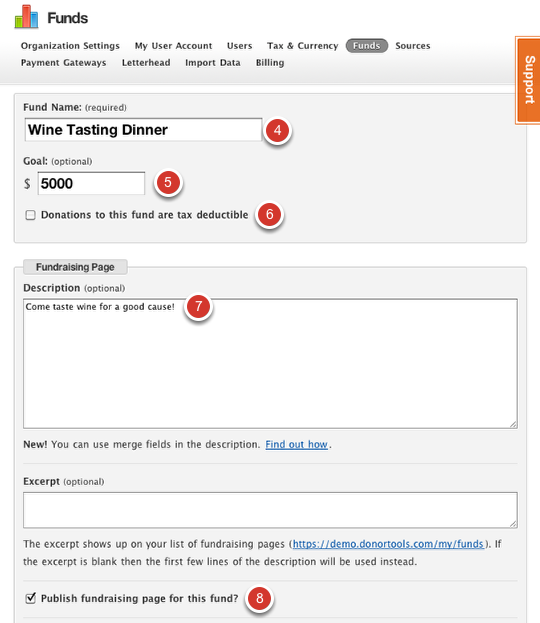 Funds
Organization Settings My User Account Users Tax & Currency Funds Sources
Payment Gateways Letterhead Import Data Billing
Support
Fund Name: (required)
Wine Tasting Dinner 4
Goal: (optional)
$ 5000 5
Donations to this fund are tax deductible 6
Fundraising Page
Description (optional)
Come taste wine for a good cause! 7
New! You can use merge fields in the description. Find out how.
Excerpt (optional)
The excerpt shows up on your list of fundraising pages (https://demo.donortools.com/my/funds). If
the excerpt is blank then the first few lines of the description will be used instead.
Publish fundraising page for this fund? 8